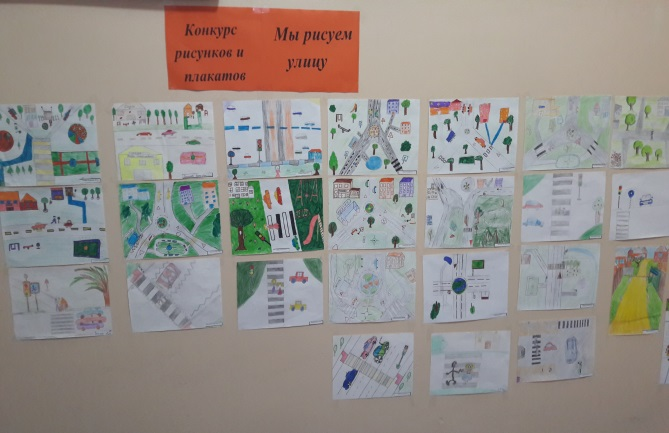 Конкурс
рисунков и
плакатов
Мы рисуем
улицу